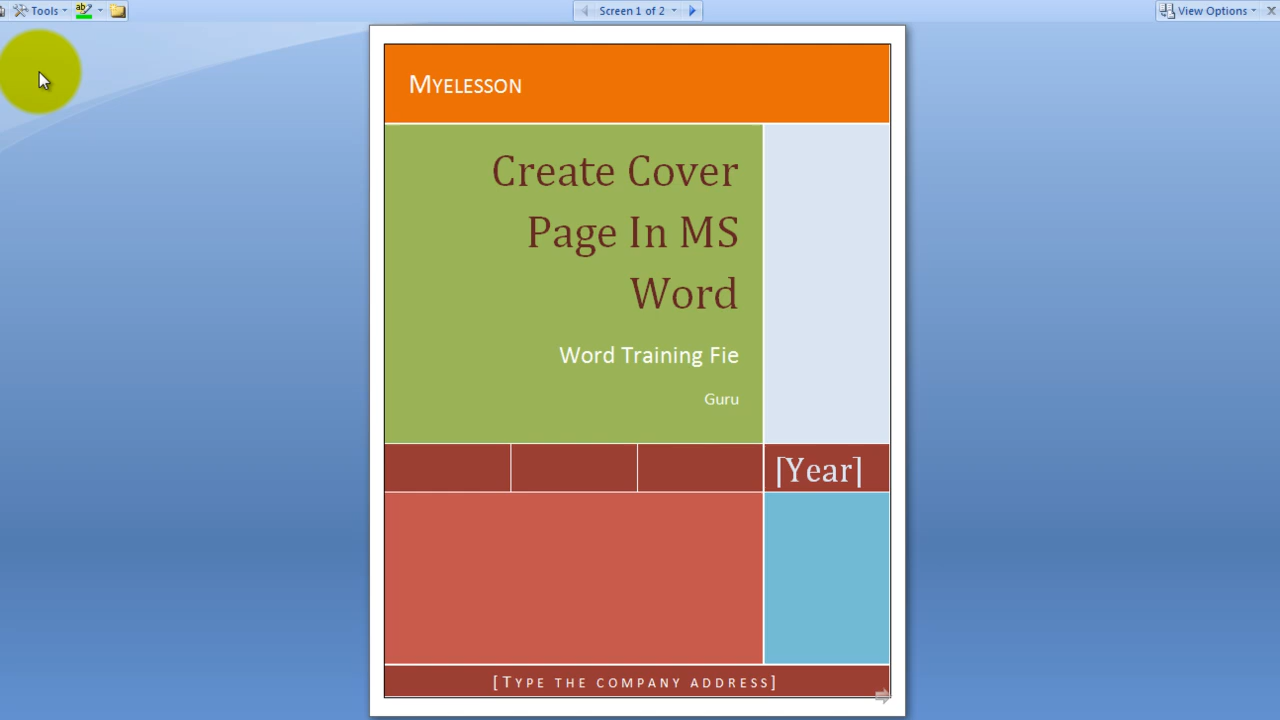 Tools
Screen 1 of 2
View Options
MYELESSON
Create Cover
Page In MS
Word
Word Training Fie
Guru
[Year]
[TYPE THE COMPANY ADDRESS]